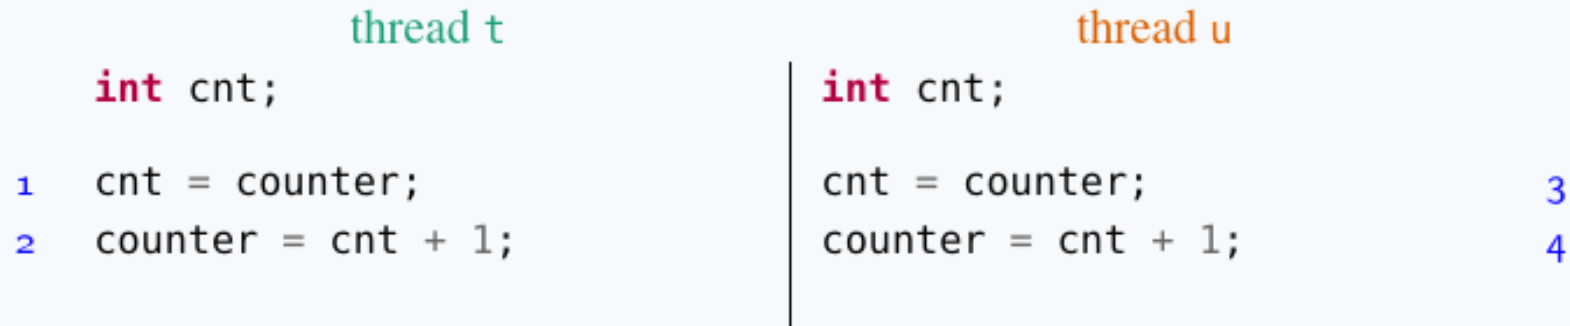 thread t thread u
int cnt; int cnt;
1 cnt = counter; cnt = counter; 3
2 counter = cnt + 1; counter = cnt + 1; 4